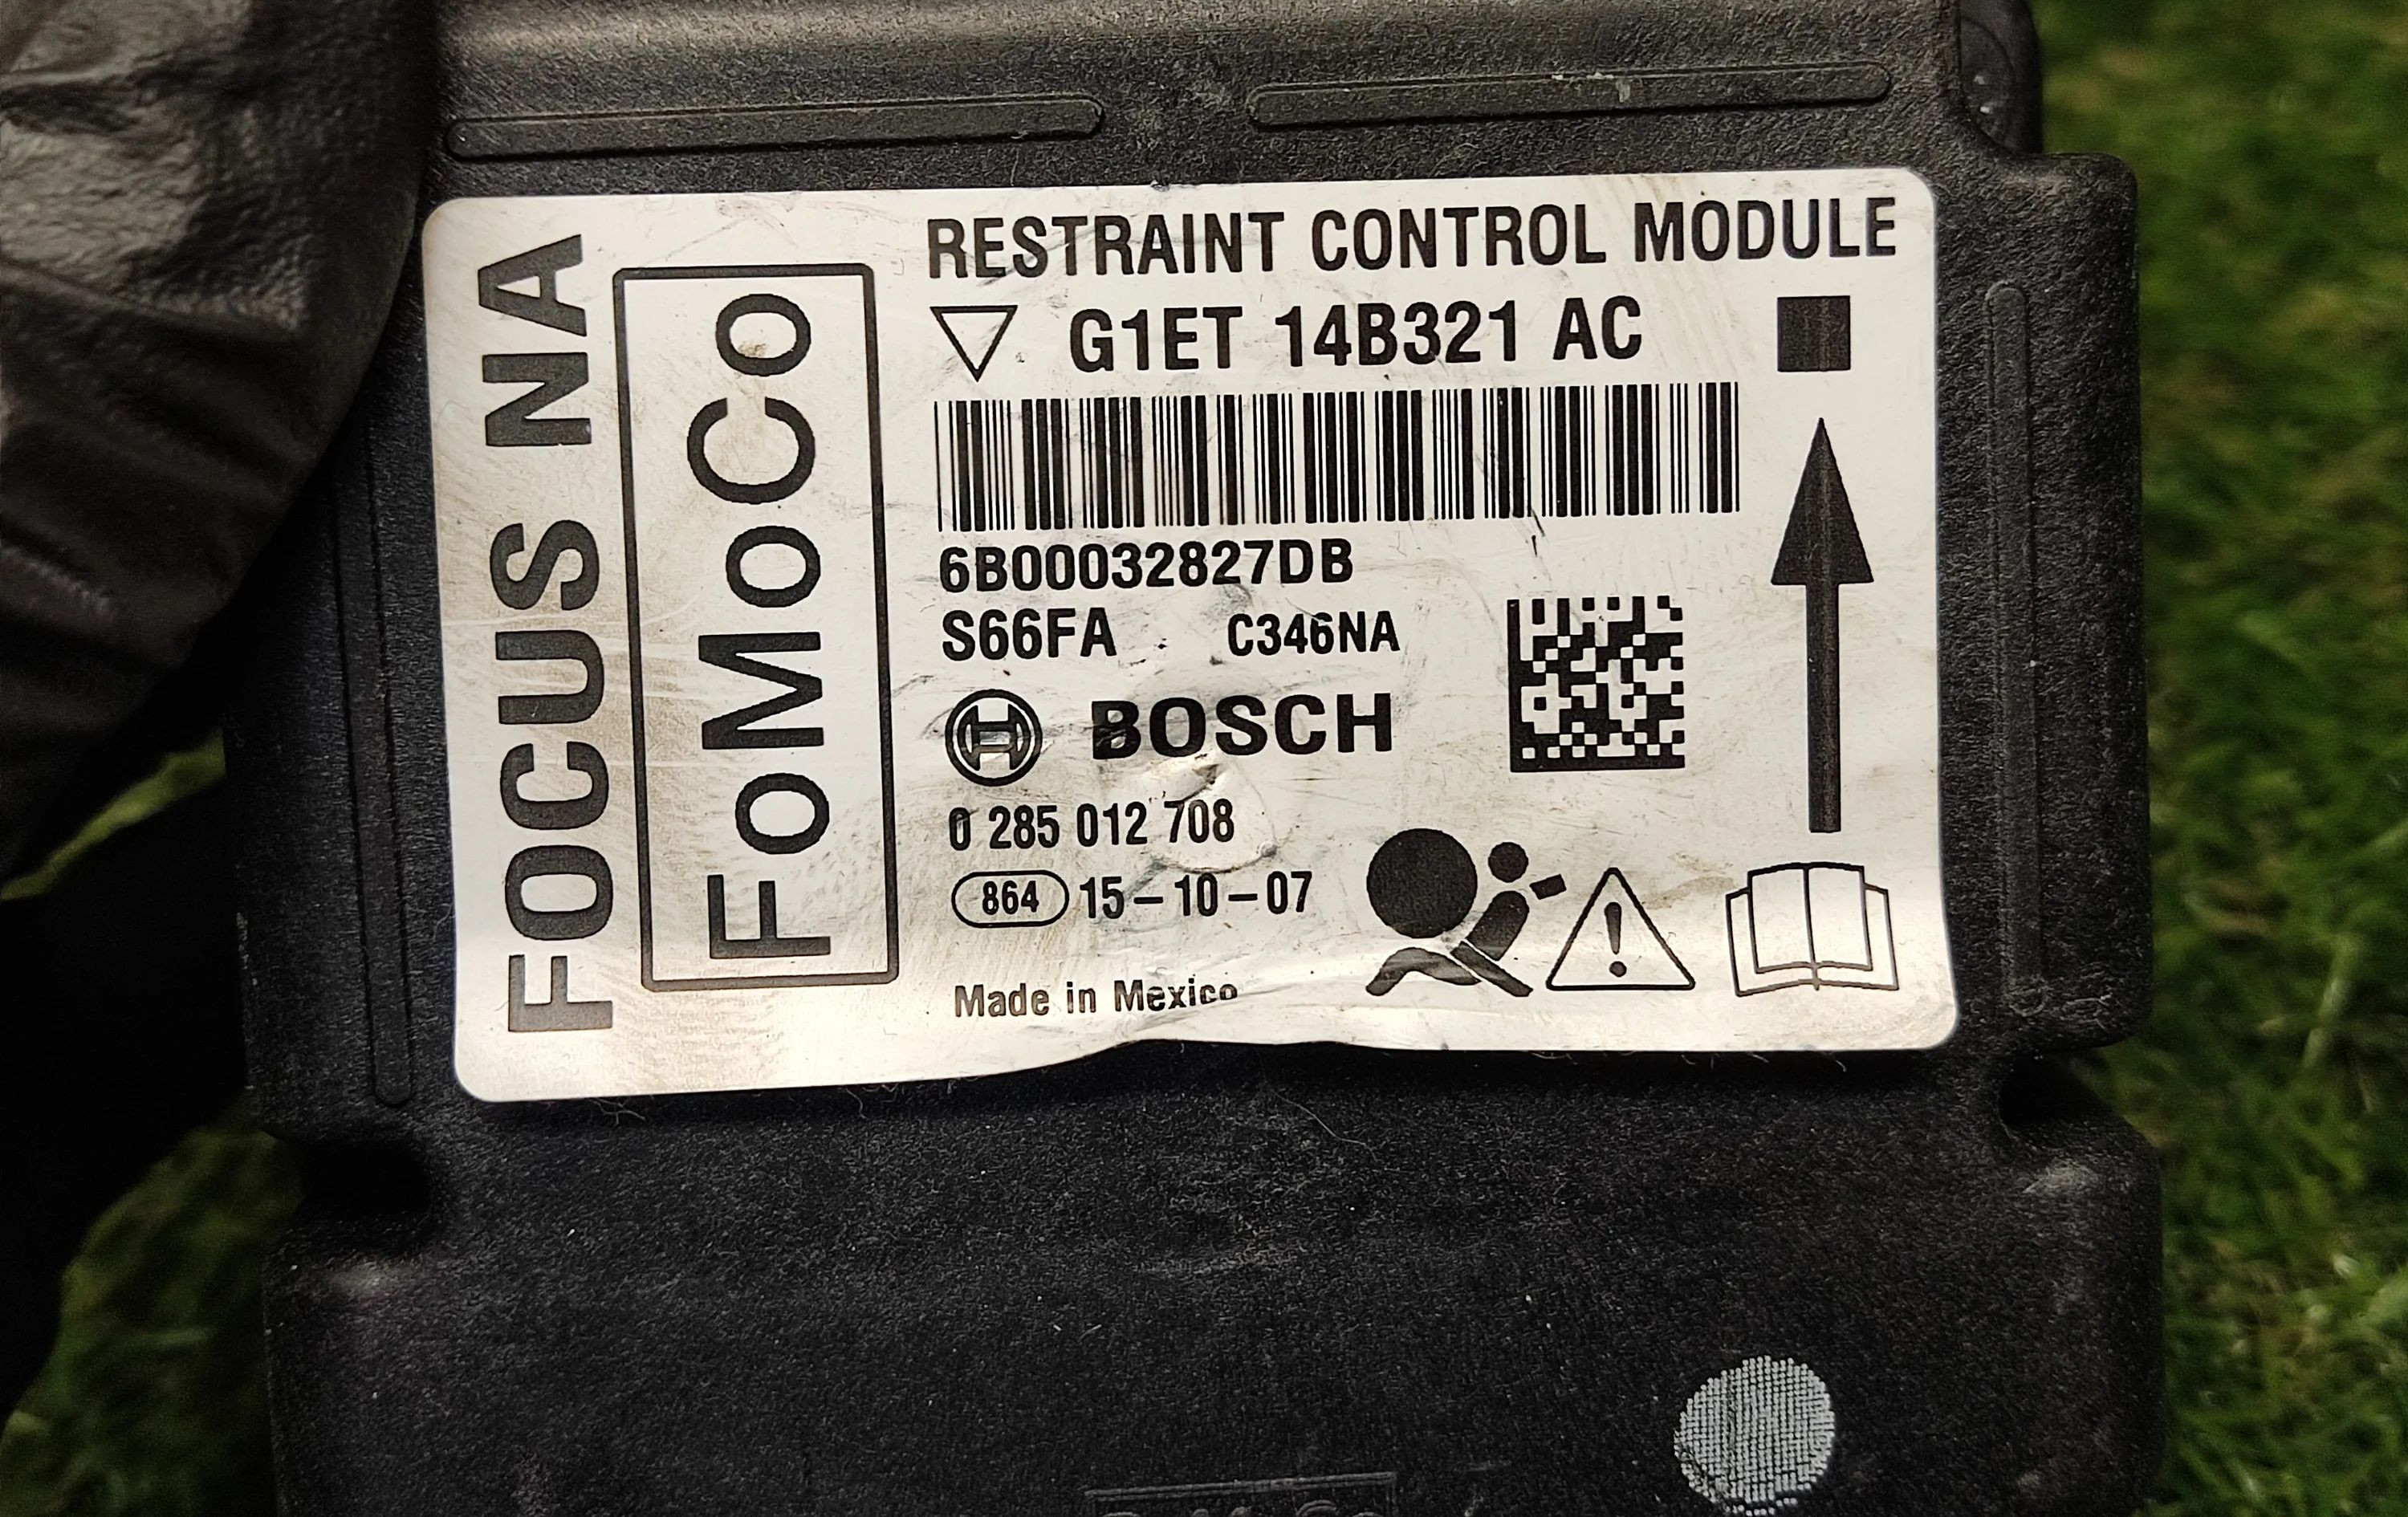 FOCUS NA
FoMoCo
RESTRAINT CONTROL MODULE
G1ET 14B321 AC
6B00032827DB
S66FA C346NA
BOSCH
0 285 012 708
864 15-10-07
Made in Mexico